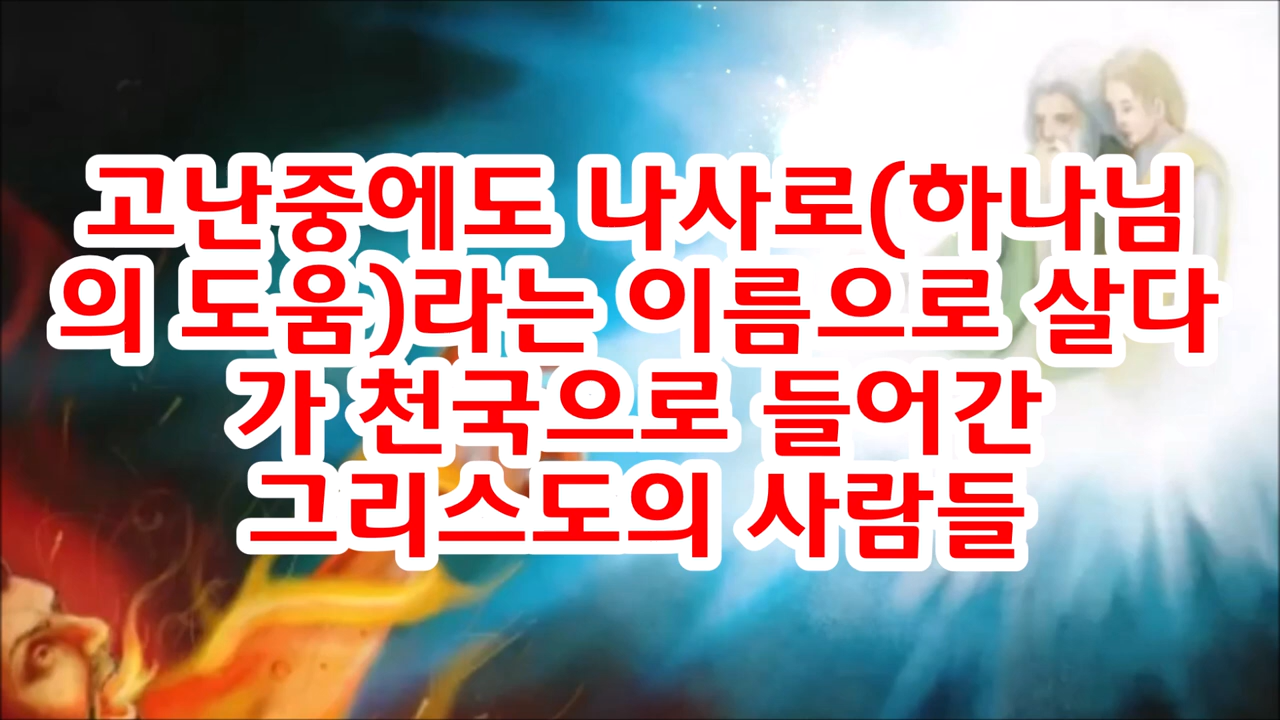 고난중에도 나사로(하나님
의 도움)라는 이름으로 살다
가 천국으로 들어간
그리스도의 사람들